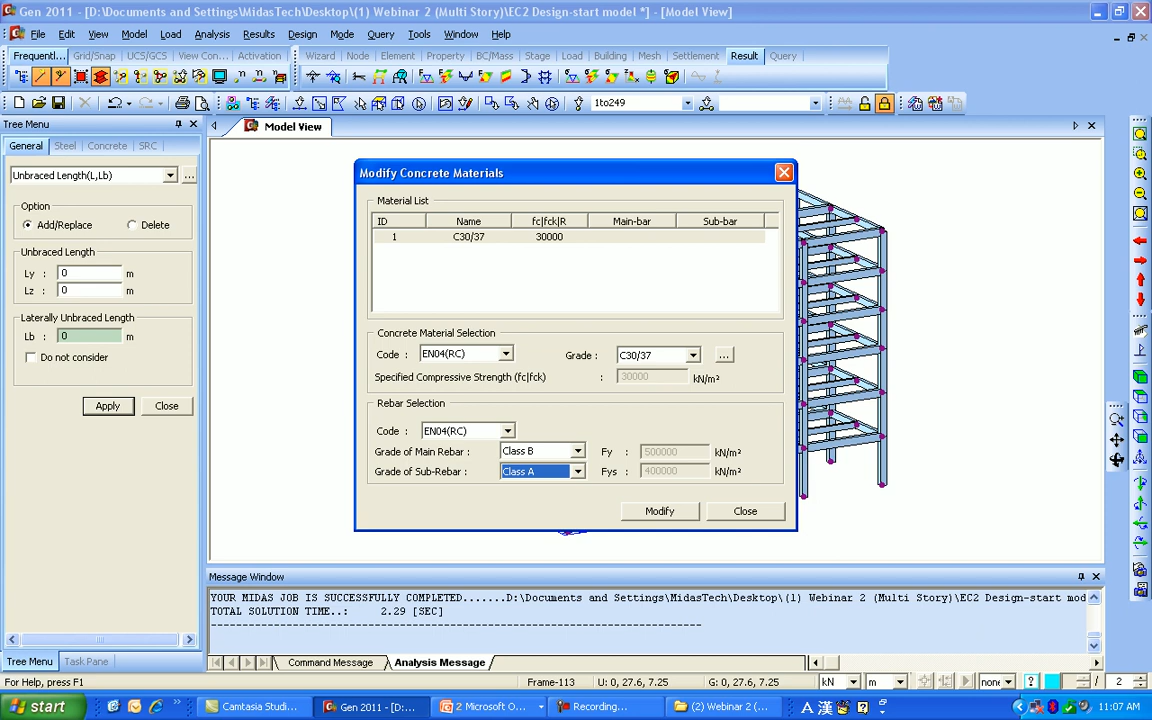 Gen 2011 - [D:\Documents and Settings\MidasTech\Desktop\(1) Webinar 2 (Multi Story)\EC2 Design-start model *] - [Model View]
File Edit View Model Load Analysis Results Design Mode Query Tools Window Help
Frequentl... Grid/Snap UCS/GCS View Con... Activation Wizard Node Element Property BC/Mass Stage Load Building Mesh Settlement Result Query
1to249
Tree Menu
Model View
General Steel Concrete SRC
Unbraced Length(L,Lb) ...
Option
Add/Replace Delete
Unbraced Length
Ly : 0 m
Lz : 0 m
Laterally Unbraced Length
Lb : 0 m
Do not consider
Apply Close
Modify Concrete Materials
Material List
ID Name fc|fck|R Main-bar Sub-bar
1 C30/37 30000
Concrete Material Selection
Code : EN04(RC) Grade : C30/37 ...
Specified Compressive Strength (fc|fck) : 30000 kN/m²
Rebar Selection
Code : EN04(RC)
Grade of Main Rebar : Class B Fy : 500000 kN/m²
Grade of Sub-Rebar : Class A Fys : 400000 kN/m²
Modify Close
Message Window
YOUR MIDAS JOB IS SUCCESSFULLY COMPLETED.......D:\Documents and Settings\MidasTech\Desktop\(1) Webinar 2 (Multi Story)\EC2 Design-start mod
TOTAL SOLUTION TIME..: 2.29 [SEC]
Tree Menu Task Pane
Command Message Analysis Message
For Help, press F1 Frame-113 U: 0, 27.6, 7.25 G: 0, 27.6, 7.25 kN m none ? / 2
start Camtasia Studi... Gen 2011 - [D:... 2 Microsoft O... Recording... (2) Webinar 2 (... A 漢 11:07 AM